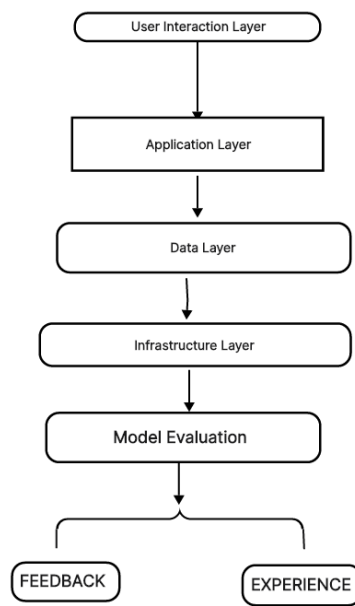 User Interaction Layer
Application Layer
Data Layer
Infrastructure Layer
Model Evaluation
FEEDBACK
EXPERIENCE